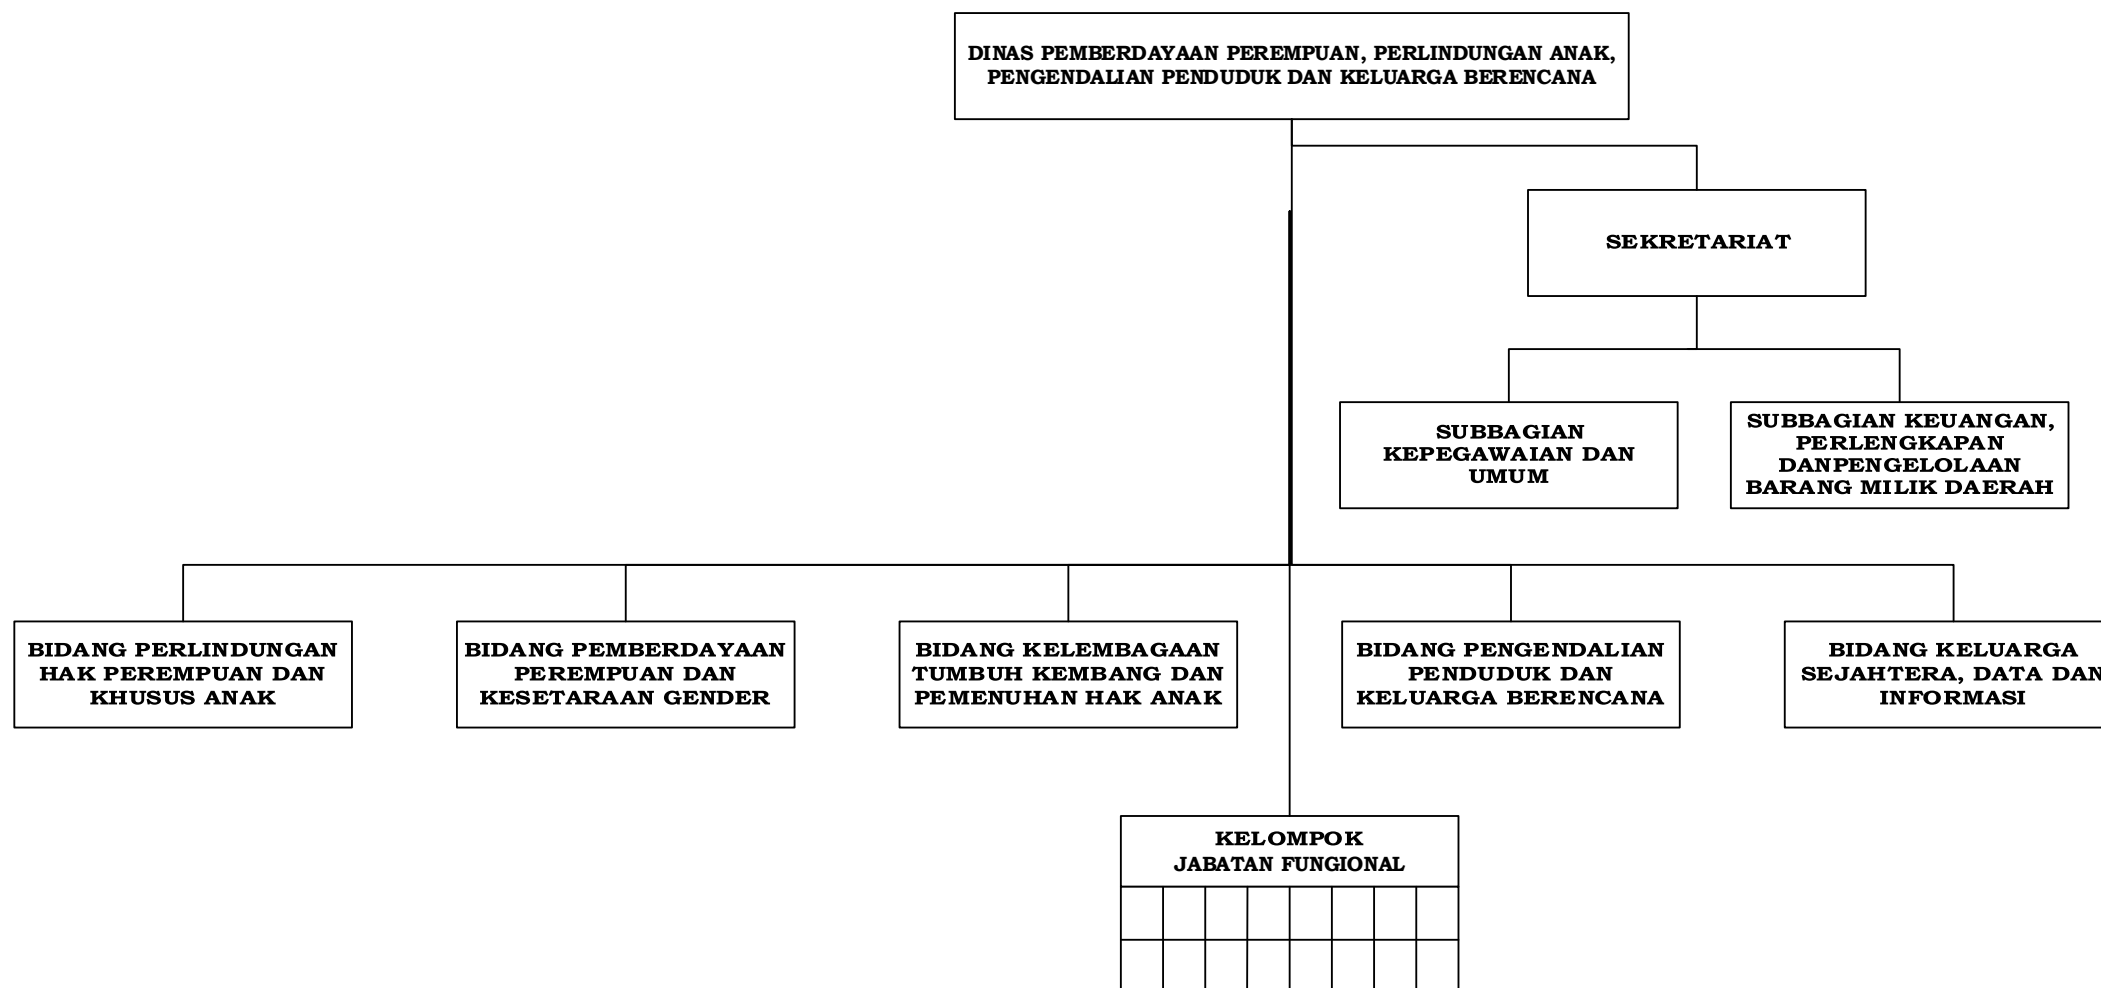 DINAS PEMBERDAYAAN PEREMPUAN, PERLINDUNGAN ANAK,
PENGENDALIAN PENDUDUK DAN KELUARGA BERENCANA
SEKRETARIAT
SUBBAGIAN
KEPEGAWAIAN DAN
UMUM
SUBBAGIAN KEUANGAN,
PERLENGKAPAN
DANPENGELOLAAN
BARANG MILIK DAERAH
BIDANG PERLINDUNGAN
HAK PEREMPUAN DAN
KHUSUS ANAK
BIDANG PEMBERDAYAAN
PEREMPUAN DAN
KESETARAAN GENDER
BIDANG KELEMBAGAAN
TUMBUH KEMBANG DAN
PEMENUHAN HAK ANAK
BIDANG PENGENDALIAN
PENDUDUK DAN
KELUARGA BERENCANA
BIDANG KELUARGA
SEJAHTERA, DATA DAN
INFORMASI
KELOMPOK
JABATAN FUNGIONAL